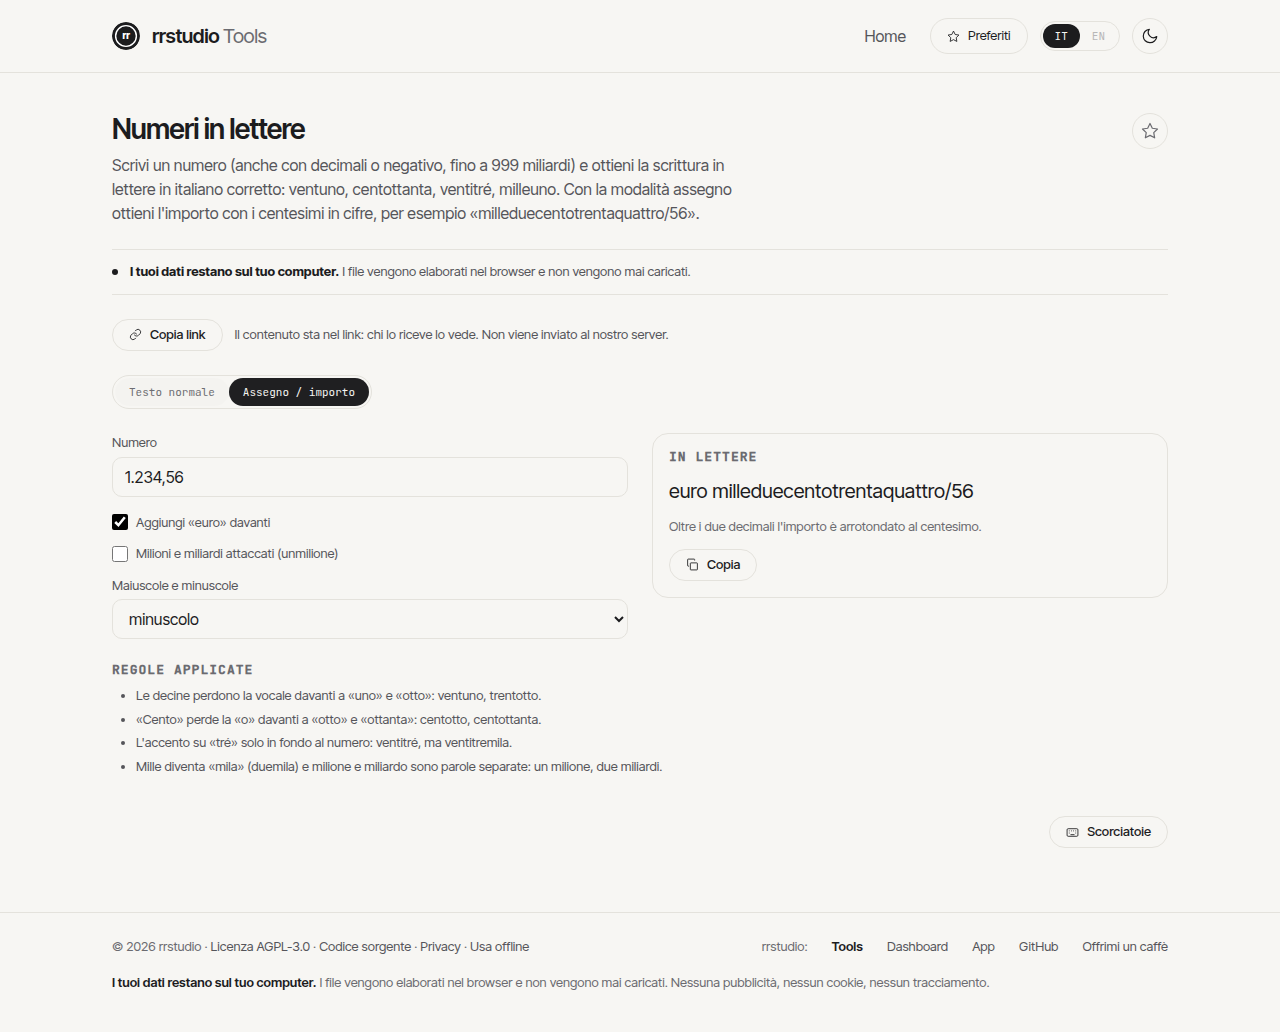 rr rrstudio Tools
Home
Preferiti
IT EN
Numeri in lettere
Scrivi un numero (anche con decimali o negativo, fino a 999 miliardi) e ottieni la scrittura in
lettere in italiano corretto: ventuno, centottanta, ventitré, milleuno. Con la modalità assegno
ottieni l'importo con i centesimi in cifre, per esempio «milleduecentotrentaquattro/56».
I tuoi dati restano sul tuo computer. I file vengono elaborati nel browser e non vengono mai caricati.
Copia link
Il contenuto sta nel link: chi lo riceve lo vede. Non viene inviato al nostro server.
Testo normale
Assegno / importo
Numero
1.234,56
Aggiungi «euro» davanti
Milioni e miliardi attaccati (unmilione)
Maiuscole e minuscole
minuscolo
IN LETTERE
euro milleduecentotrentaquattro/56
Oltre i due decimali l'importo è arrotondato al centesimo.
Copia
REGOLE APPLICATE
Le decine perdono la vocale davanti a «uno» e «otto»: ventuno, trentotto.
«Cento» perde la «o» davanti a «otto» e «ottanta»: centotto, centottanta.
L'accento su «tré» solo in fondo al numero: ventitré, ma ventitremila.
Mille diventa «mila» (duemila) e milione e miliardo sono parole separate: un milione, due miliardi.
Scorciatoie
© 2026 rrstudio · Licenza AGPL-3.0 · Codice sorgente · Privacy · Usa offline
rrstudio: Tools Dashboard App GitHub Offrimi un caffè
I tuoi dati restano sul tuo computer. I file vengono elaborati nel browser e non vengono mai caricati. Nessuna pubblicità, nessun cookie, nessun tracciamento.